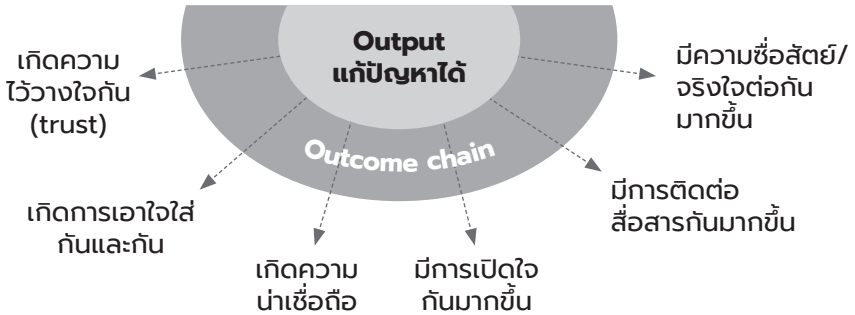 Output
แก้ปัญหาได้
Outcome chain
เกิดความ
ไว้วางใจกัน
(trust)
เกิดการเอาใจใส่
กันและกัน
เกิดความ
น่าเชื่อถือ
มีการเปิดใจ
กันมากขึ้น
มีการติดต่อ
สื่อสารกันมากขึ้น
มีความซื่อสัตย์/
จริงใจต่อกัน
มากขึ้น